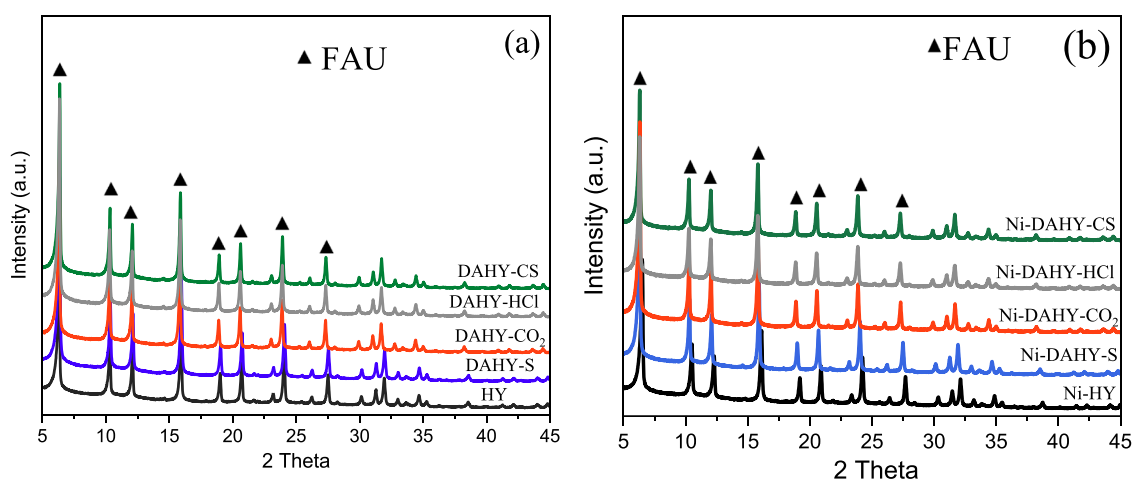 (a)
▲ FAU
DAHY-CS
DAHY-HCl
DAHY-CO₂
DAHY-S
HY
Intensity (a.u.)
5 10 15 20 25 30 35 40 45
2 Theta
(b)
▲FAU
Ni-DAHY-CS
Ni-DAHY-HCl
Ni-DAHY-CO₂
Ni-DAHY-S
Ni-HY
Intensity (a.u.)
5 10 15 20 25 30 35 40 45
2 Theta